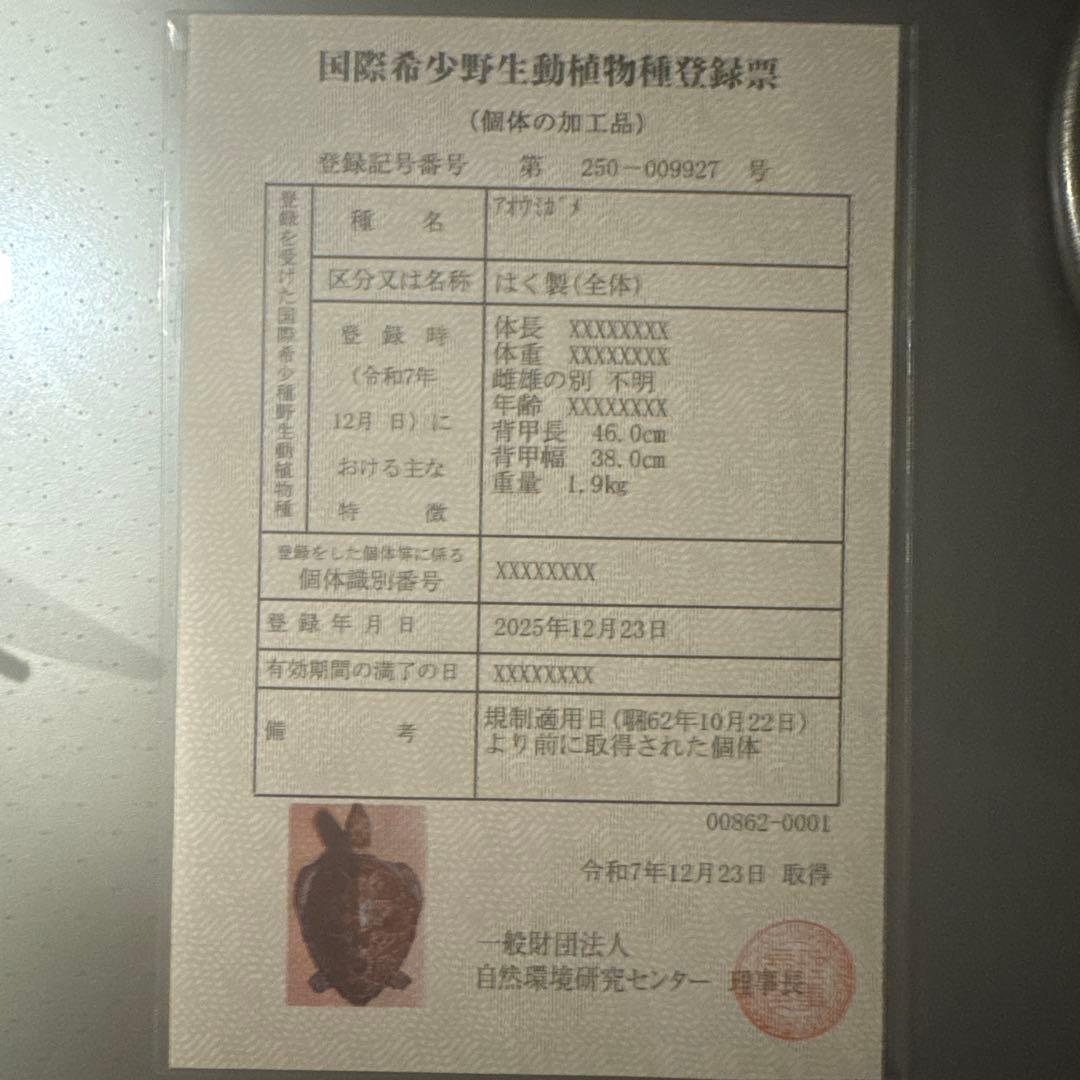 国際希少野生動植物種登録票
（個体の加工品）
登録記号番号 第 250－009927 号
登録を受けた国際希少種野生動植物種
種 名 ｱｵｳﾐｶﾞﾒ
区分又は名称 はく製(全体)
登録時
（令和7年
12月 日）に
おける主な
特 徴
体長 XXXXXXXX
体重 XXXXXXXX
雌雄の別 不明
年齢 XXXXXXXX
背甲長 46.0cm
背甲幅 38.0cm
重量 1.9kg
登録をした個体等に係る
個体識別番号 XXXXXXXX
登録年月日 2025年12月23日
有効期間の満了の日 XXXXXXXX
備 考
規制適用日(昭62年10月22日)
より前に取得された個体
00862-0001
令和7年12月23日 取得
一般財団法人
自然環境研究センター 理事長